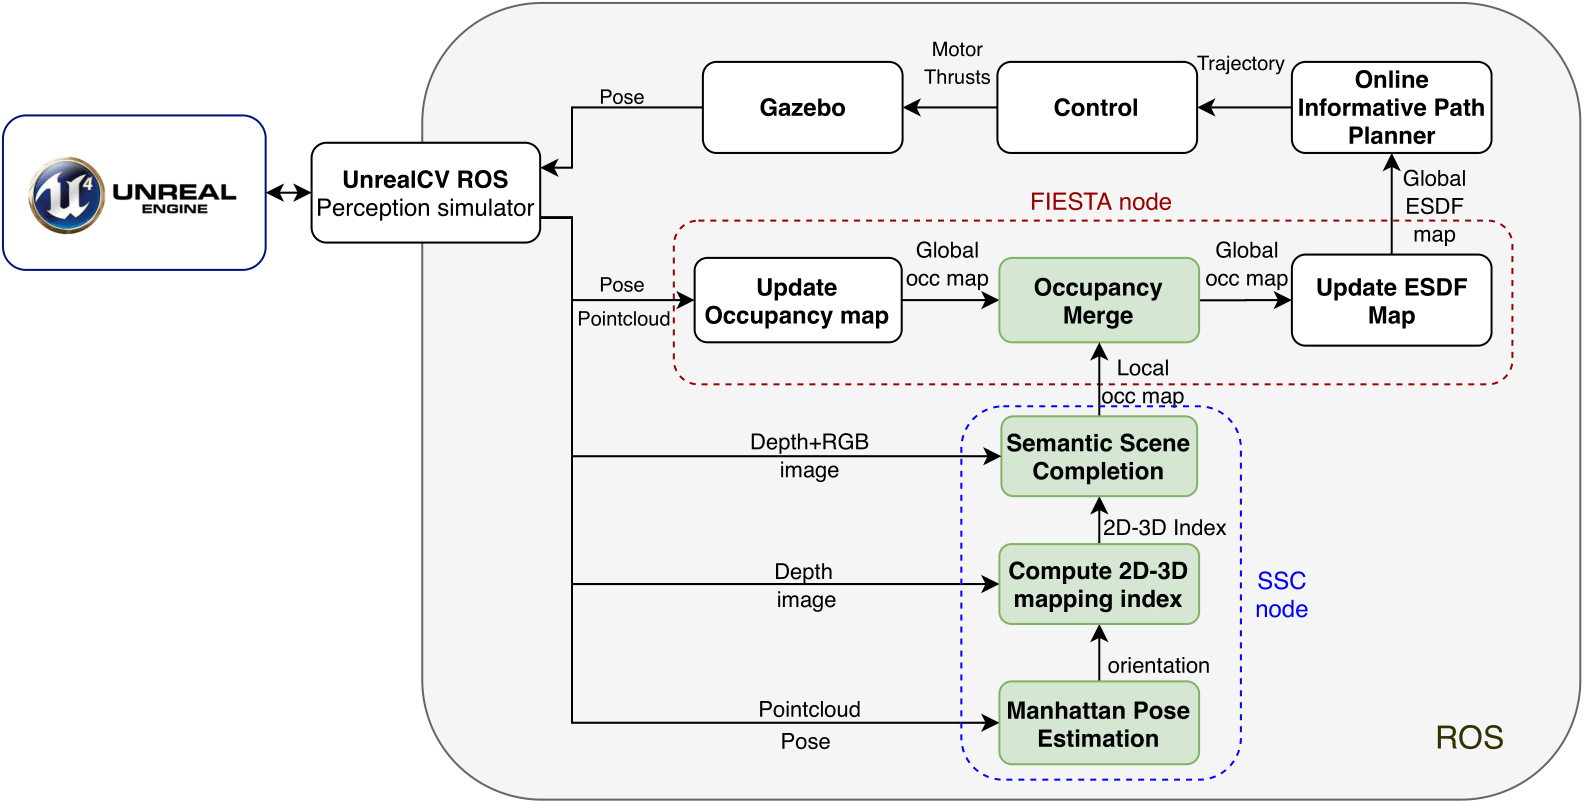 Motor
Thrusts
Trajectory
Pose
Gazebo
Control
Online
Informative Path
Planner
U
4
UNREAL
ENGINE
UnrealCV ROS
Perception simulator
Global
ESDF
map
FIESTA node
Pose
Pointcloud
Update
Occupancy map
Global
occ map
Occupancy
Merge
Global
occ map
Update ESDF
Map
Local
occ map
Depth+RGB
image
Semantic Scene
Completion
2D-3D Index
Depth
image
Compute 2D-3D
mapping index
SSC
node
orientation
Pointcloud
Pose
Manhattan Pose
Estimation
ROS